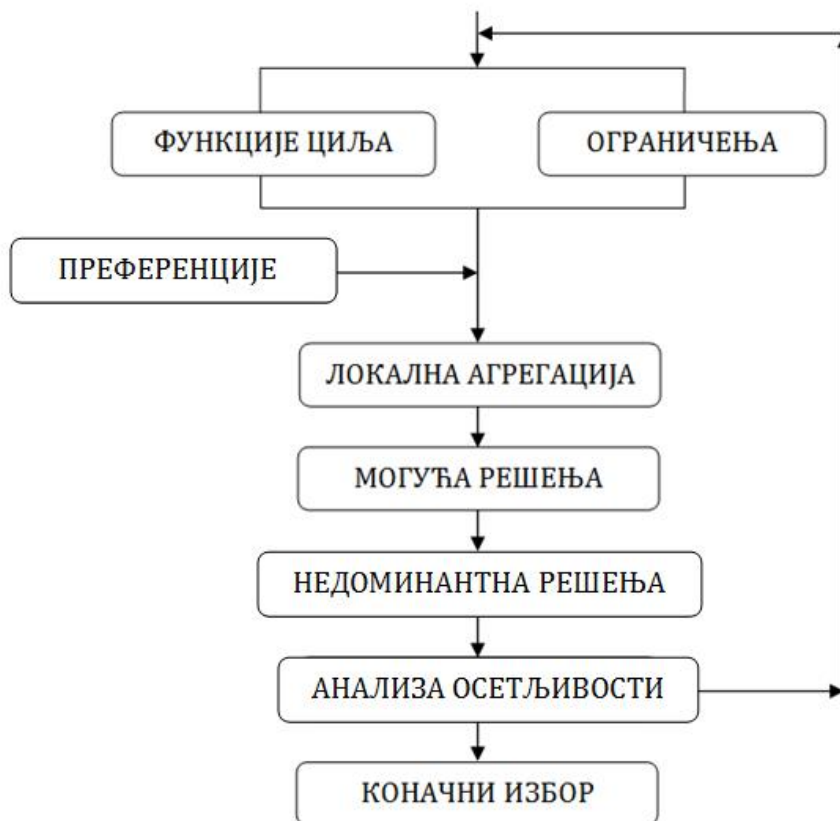 ФУНКЦИЈЕ ЦИЉА
ОГРАНИЧЕЊА
ПРЕФЕРЕНЦИЈЕ
ЛОКАЛНА АГРЕГАЦИЈА
МОГУЋА РЕШЕЊА
НЕДОМИНАНТНА РЕШЕЊА
АНАЛИЗА ОСЕТЉИВОСТИ
КОНАЧНИ ИЗБОР